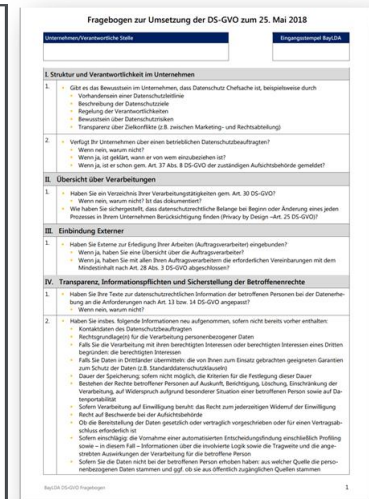 Fragebogen zur Umsetzung der DS-GVO zum 25. Mai 2018
Unternehmen/Verantwortliche Stelle
Eingangsstempel BayLDA
I. Struktur und Verantwortlichkeit im Unternehmen
1. Gibt es das Bewusstsein im Unternehmen, dass Datenschutz Chefsache ist, beispielsweise durch
Vorhandensein einer Datenschutzleitlinie
Beschreibung der Datenschutzziele
Regelung der Verantwortlichkeiten
Bewusstsein über Datenschutzrisiken
Transparenz über Zielkonflikte (z.B. zwischen Marketing- und Rechtsabteilung)
2. Verfügt Ihr Unternehmen über einen betrieblichen Datenschutzbeauftragten?
Wenn nein, warum nicht?
Wenn ja, ist geklärt, wann er von wem einzubeziehen ist?
Wenn ja, ist er schon gem. Art. 37 Abs. 8 DS-GVO der zuständigen Aufsichtsbehörde gemeldet?
II. Übersicht über Verarbeitungen
1. Haben Sie ein Verzeichnis Ihrer Verarbeitungstätigkeiten gem. Art. 30 DS-GVO?
Wenn nein, warum nicht? Ist das dokumentiert?
Wie haben Sie sichergestellt, dass datenschutzrechtliche Belange bei Beginn oder Änderung eines jeden
Prozesses in Ihrem Unternehmen Berücksichtigung finden (Privacy by Design –Art. 25 DS-GVO)?
III. Einbindung Externer
1. Haben Sie Externe zur Erledigung Ihrer Arbeiten (Auftragsverarbeiter) eingebunden?
Wenn ja, haben Sie eine Übersicht über die Auftragsverarbeiter?
Wenn ja, haben Sie mit allen Ihren Auftragsverarbeitern die erforderlichen Vereinbarungen mit dem
Mindestinhalt nach Art. 28 Abs. 3 DS-GVO abgeschlossen?
IV. Transparenz, Informationspflichten und Sicherstellung der Betroffenenrechte
1. Haben Sie Ihre Texte zur datenschutzrechtlichen Information der betroffenen Personen bei der Datenerhe-
bung an die Anforderungen nach Art. 13 bzw. 14 DS-GVO angepasst?
Wenn nein, warum nicht?
2. Haben Sie insbes. folgende Informationen neu aufgenommen, sofern nicht bereits vorher enthalten:
Kontaktdaten des Datenschutzbeauftragten
Rechtsgrundlage(n) für die Verarbeitung personenbezogener Daten
Falls Sie die Verarbeitung mit Ihren berechtigten Interessen oder berechtigten Interessen eines Dritten
begründen: die berechtigten Interessen
Falls Sie Daten in Drittländer übermitteln: die von Ihnen zum Einsatz gebrachten geeigneten Garantien
zum Schutz der Daten (z.B. Standarddatenschutzklauseln)
Dauer der Speicherung; sofern nicht möglich, die Kriterien für die Festlegung dieser Dauer
Bestehen der Rechte betroffener Personen auf Auskunft, Berichtigung, Löschung, Einschränkung der
Verarbeitung, auf Widerspruch aufgrund besonderer Situation einer betroffenen Person sowie auf Da-
tenportabilität
Sofern Verarbeitung auf Einwilligung beruht: das Recht zum jederzeitigen Widerruf der Einwilligung
Recht auf Beschwerde bei der Aufsichtsbehörde
Ob die Bereitstellung der Daten gesetzlich oder vertraglich vorgeschrieben oder für einen Vertragsab-
schluss erforderlich ist
Sofern einschlägig: die Vornahme einer automatisierten Entscheidungsfindung einschließlich Profiling
sowie – in diesem Fall – Informationen über die involvierte Logik sowie die Tragweite und die ange-
strebten Auswirkungen der Verarbeitung für die betroffene Person
Sofern Sie die Daten nicht bei der betroffenen Person erhoben haben: aus welcher Quelle die perso-
nenbezogenen Daten stammen und ggf. ob sie aus öffentlich zugänglichen Quellen stammen
BayLDA DS-GVO Fragebogen
1